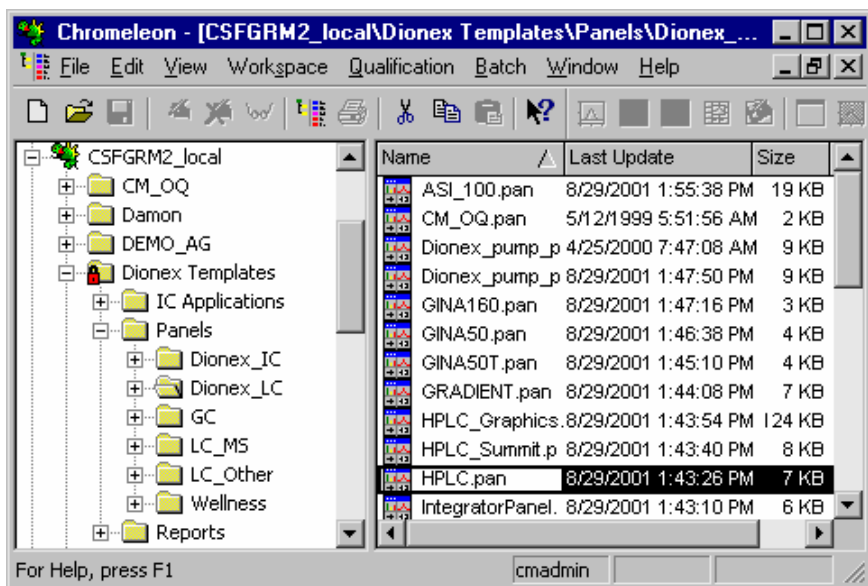 Chromeleon - [CSFGRM2_local\Dionex Templates\Panels\Dionex_...
File Edit View Workspace Qualification Batch Window Help
CSFGRM2_local
CM_OQ
Damon
DEMO_AG
Dionex Templates
IC Applications
Panels
Dionex_IC
Dionex_LC
GC
LC_MS
LC_Other
Wellness
Reports
Name Last Update Size
ASI_100.pan 8/29/2001 1:55:38 PM 19 KB
CM_OQ.pan 5/12/1999 5:51:56 AM 2 KB
Dionex_pump_p 4/25/2000 7:47:08 AM 9 KB
Dionex_pump_p 8/29/2001 1:47:50 PM 9 KB
GINA160.pan 8/29/2001 1:47:16 PM 3 KB
GINA50.pan 8/29/2001 1:46:38 PM 4 KB
GINA50T.pan 8/29/2001 1:45:10 PM 4 KB
GRADIENT.pan 8/29/2001 1:44:08 PM 7 KB
HPLC_Graphics. 8/29/2001 1:43:54 PM 124 KB
HPLC_Summit.p 8/29/2001 1:43:40 PM 8 KB
HPLC.pan 8/29/2001 1:43:26 PM 7 KB
IntegratorPanel. 8/29/2001 1:43:10 PM 6 KB
For Help, press F1
cmadmin